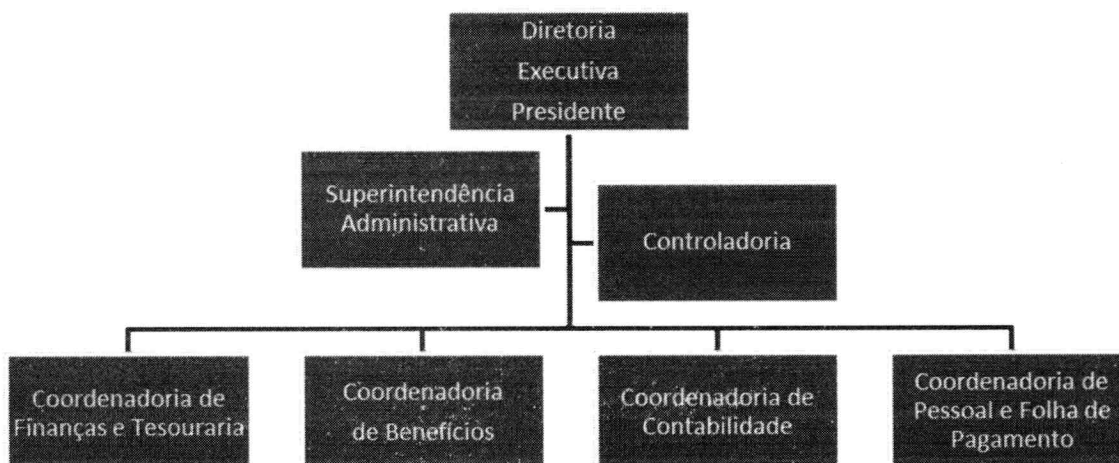 Diretoria
Executiva
Presidente
Superintendência
Administrativa
Controladoria
Coordenadoria de
Finanças e Tesouraria
Coordenadoria
de Benefícios
Coordenadoria de
Contabilidade
Coordenadoria de
Pessoal e Folha de
Pagamento